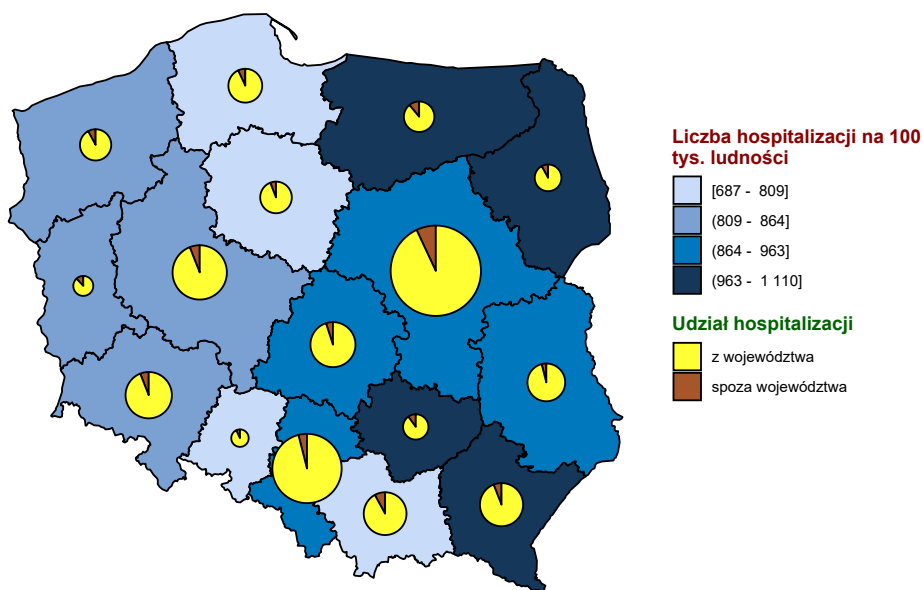 Liczba hospitalizacji na 100
tys. ludności
[687 - 809]
(809 - 864]
(864 - 963]
(963 - 1 110]
Udział hospitalizacji
z województwa
spoza województwa